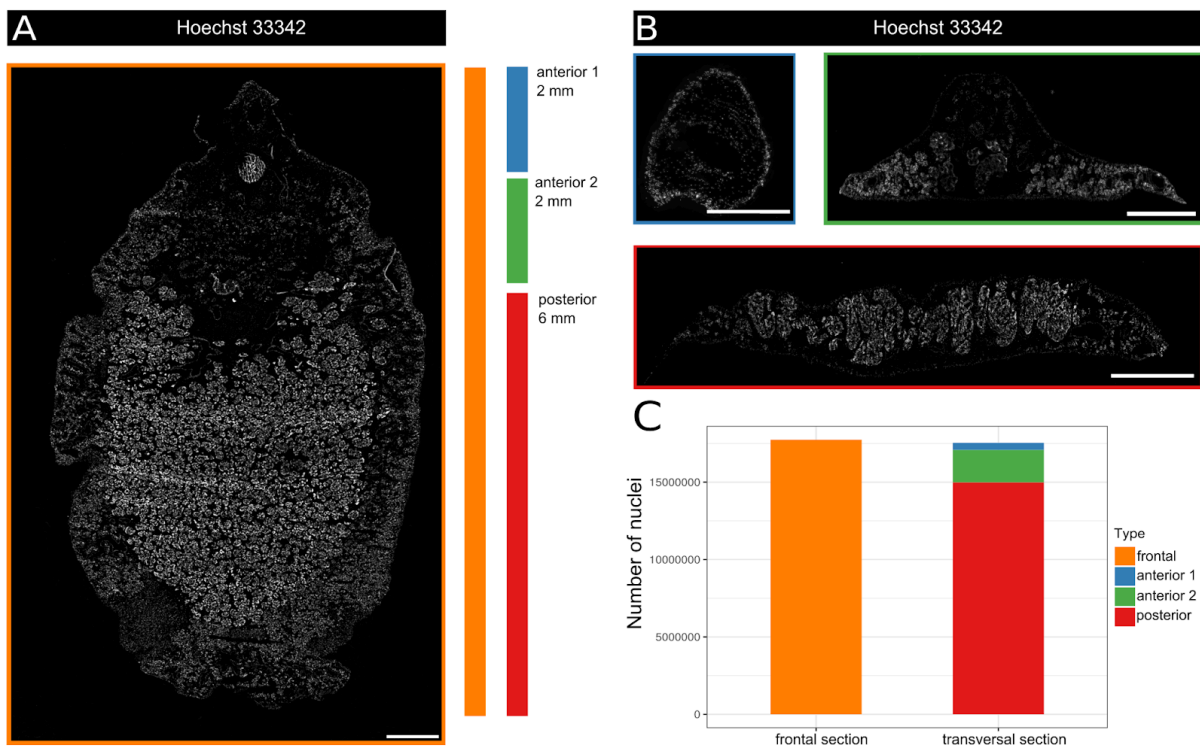 A
Hoechst 33342
anterior 1
2 mm
anterior 2
2 mm
posterior
6 mm
B
Hoechst 33342
C
Number of nuclei
15000000
10000000
5000000
0
frontal section
transversal section
Type
frontal
anterior 1
anterior 2
posterior